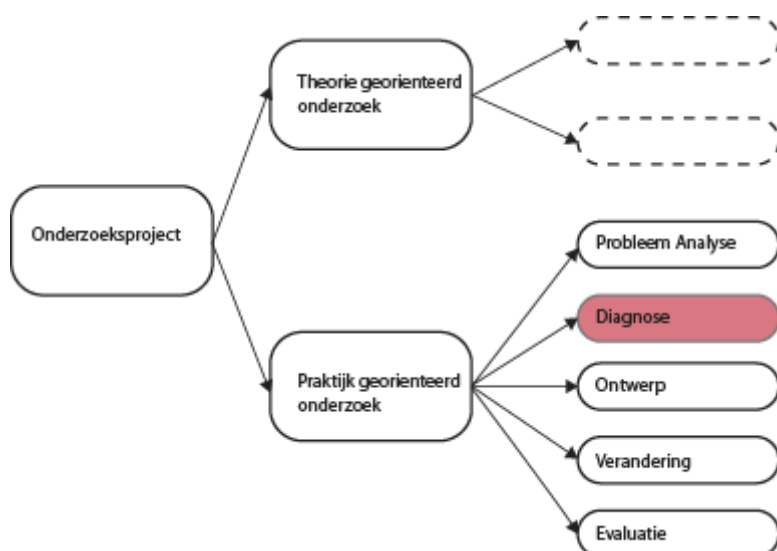 Theorie georienteerd
onderzoek
Onderzoeksproject
Probleem Analyse
Diagnose
Praktijk georienteerd
onderzoek
Ontwerp
Verandering
Evaluatie